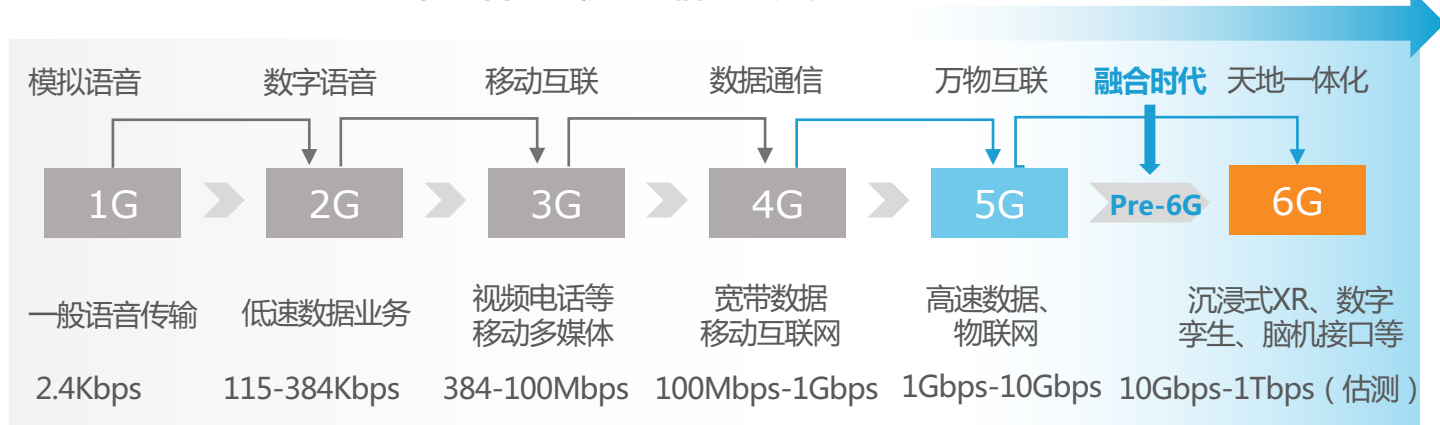 模拟语音
数字语音
移动互联
数据通信
万物互联
融合时代
天地一体化
1G
2G
3G
4G
5G
Pre-6G
6G
一般语音传输
低速数据业务
视频电话等
移动多媒体
宽带数据
移动互联网
高速数据、
物联网
沉浸式XR、数字
孪生、脑机接口等
2.4Kbps
115-384Kbps
384-100Mbps
100Mbps-1Gbps
1Gbps-10Gbps
10Gbps-1Tbps（估测）